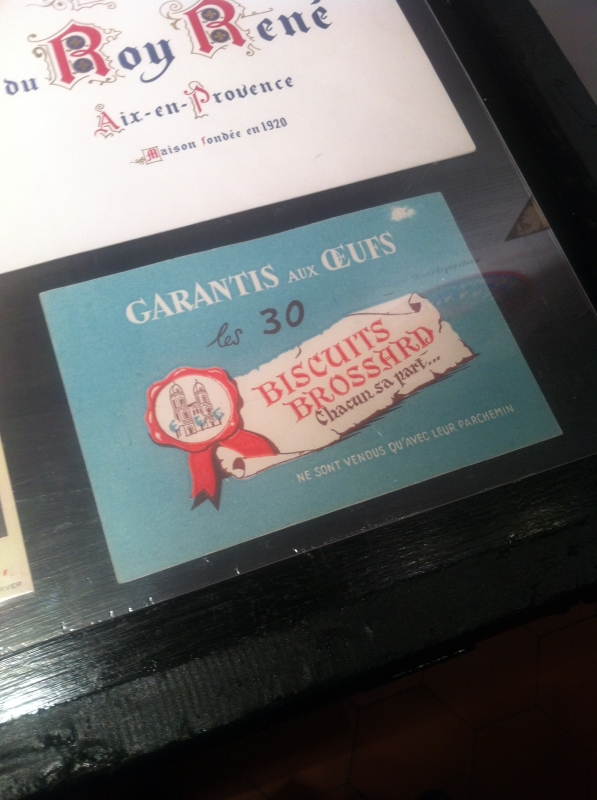 du Roy René
Aix-en-Provence
Maison fondée en 1920
GARANTIS AUX ŒUFS
les 30
BISCUITS
BROSSARD
Chacun sa part...
NE SONT VENDUS QU'AVEC LEUR PARCHEMIN